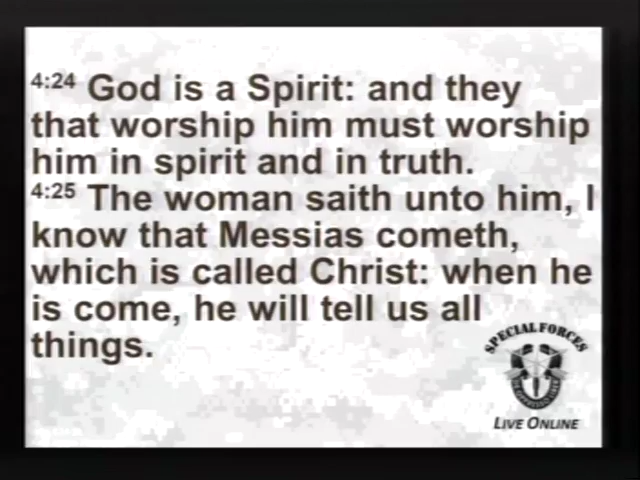 4:24 God is a Spirit: and they
that worship him must worship
him in spirit and in truth.
4:25 The woman saith unto him, I
know that Messias cometh,
which is called Christ: when he
is come, he will tell us all
things.
SPECIAL FORCES
LIVE ONLINE